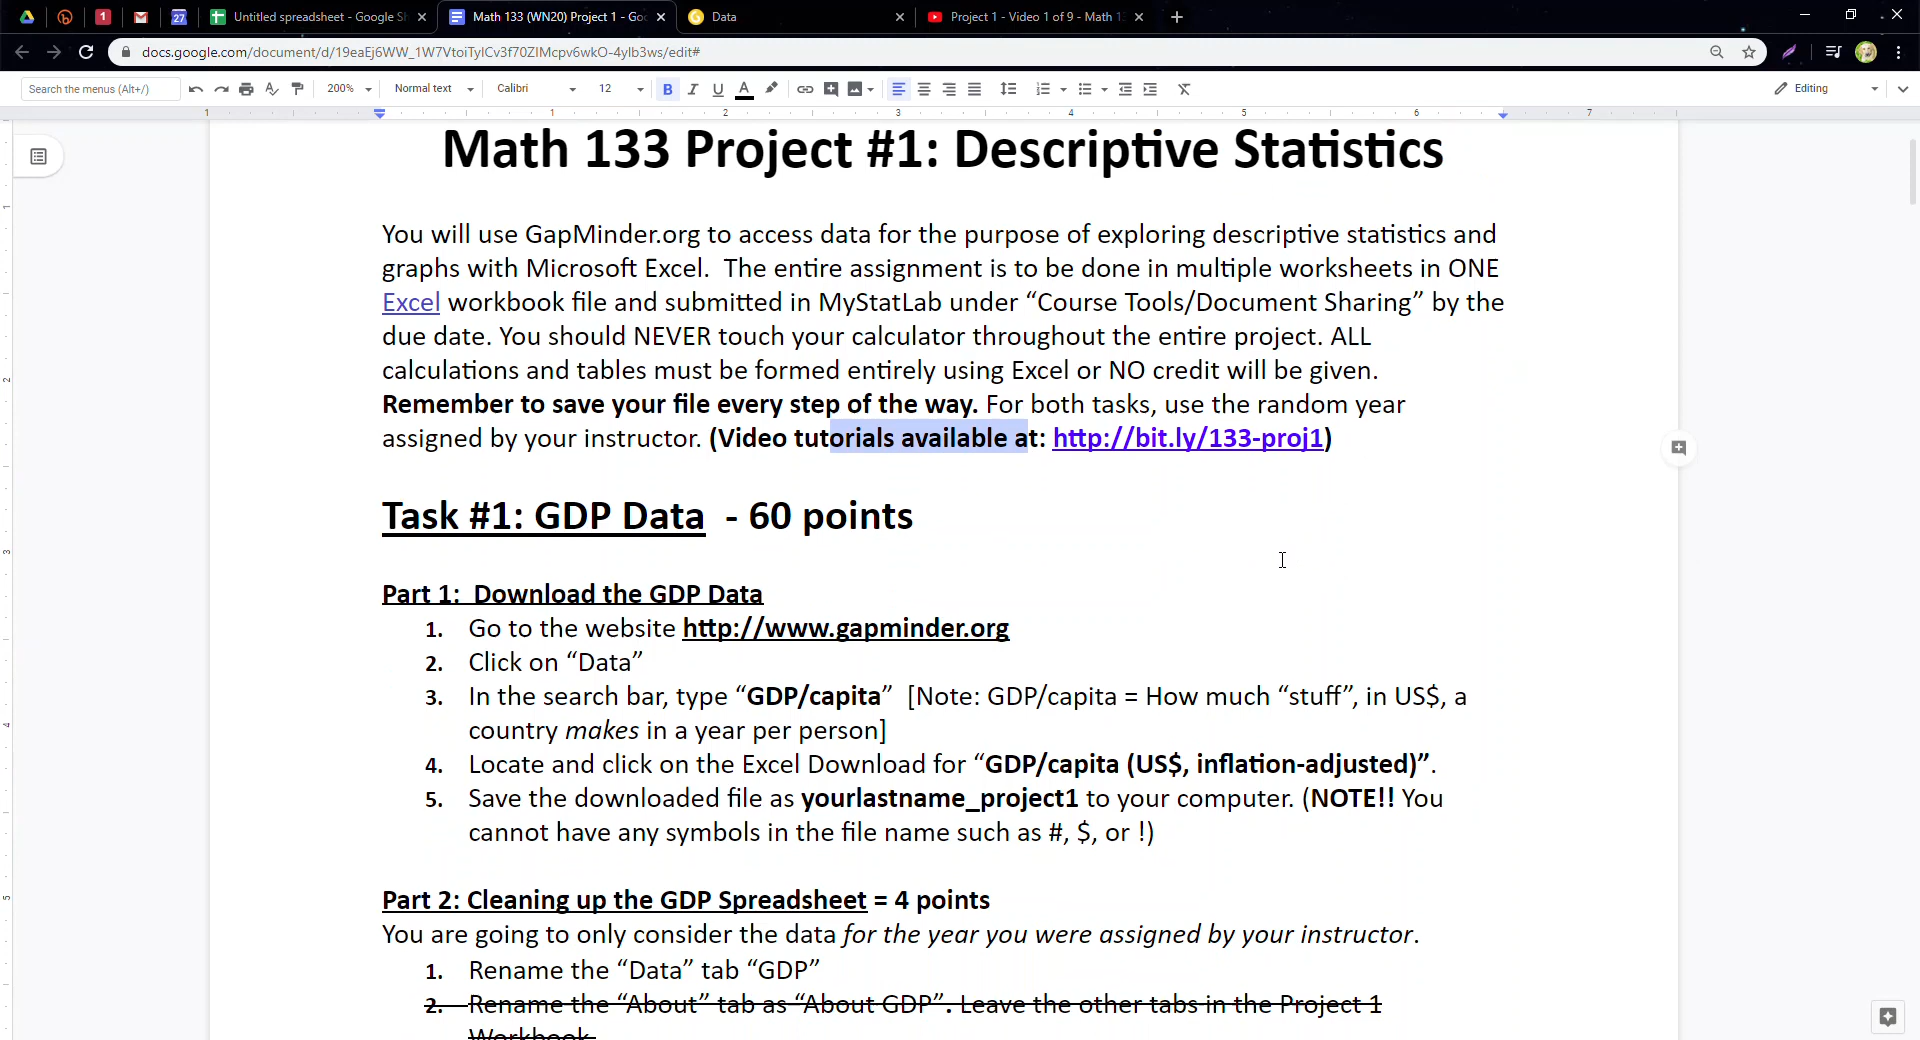 1
27
Untitled spreadsheet - Google Sh
Math 133 (WN20) Project 1 - Goo
Data
Project 1 - Video 1 of 9 - Math 13
docs.google.com/document/d/19eaEj6WW_1W7VtoiTylCv3f70ZIMcpv6wkO-4ylb3ws/edit#
Search the menus (Alt+/)
200%
Normal text
Calibri
12
B
I
U
A
Editing
1 1 2 3 4 5 6 7
Math 133 Project #1: Descriptive Statistics
You will use GapMinder.org to access data for the purpose of exploring descriptive statistics and
graphs with Microsoft Excel.  The entire assignment is to be done in multiple worksheets in ONE
Excel workbook file and submitted in MyStatLab under “Course Tools/Document Sharing” by the
due date. You should NEVER touch your calculator throughout the entire project. ALL
calculations and tables must be formed entirely using Excel or NO credit will be given.
Remember to save your file every step of the way. For both tasks, use the random year
assigned by your instructor. (Video tutorials available at: http://bit.ly/133-proj1)
Task #1: GDP Data  - 60 points
Part 1:  Download the GDP Data
1. Go to the website http://www.gapminder.org
2. Click on “Data”
3. In the search bar, type “GDP/capita”  [Note: GDP/capita = How much “stuff”, in US$, a
country makes in a year per person]
4. Locate and click on the Excel Download for “GDP/capita (US$, inflation-adjusted)”.
5. Save the downloaded file as yourlastname_project1 to your computer. (NOTE!! You
cannot have any symbols in the file name such as #, $, or !)
Part 2: Cleaning up the GDP Spreadsheet = 4 points
You are going to only consider the data for the year you were assigned by your instructor.
1. Rename the “Data” tab “GDP”
2. Rename the “About” tab as “About GDP”. Leave the other tabs in the Project 1
Workbook.